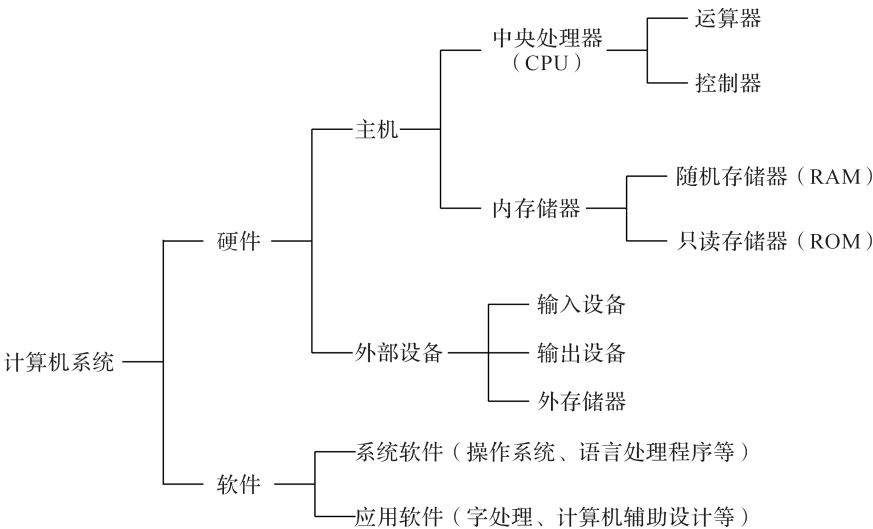 运算器
中央处理器
（CPU）
控制器
主机
随机存储器（RAM）
内存储器
只读存储器（ROM）
硬件
输入设备
外部设备
输出设备
外存储器
计算机系统
系统软件（操作系统、语言处理程序等）
软件
应用软件（字处理、计算机辅助设计等）